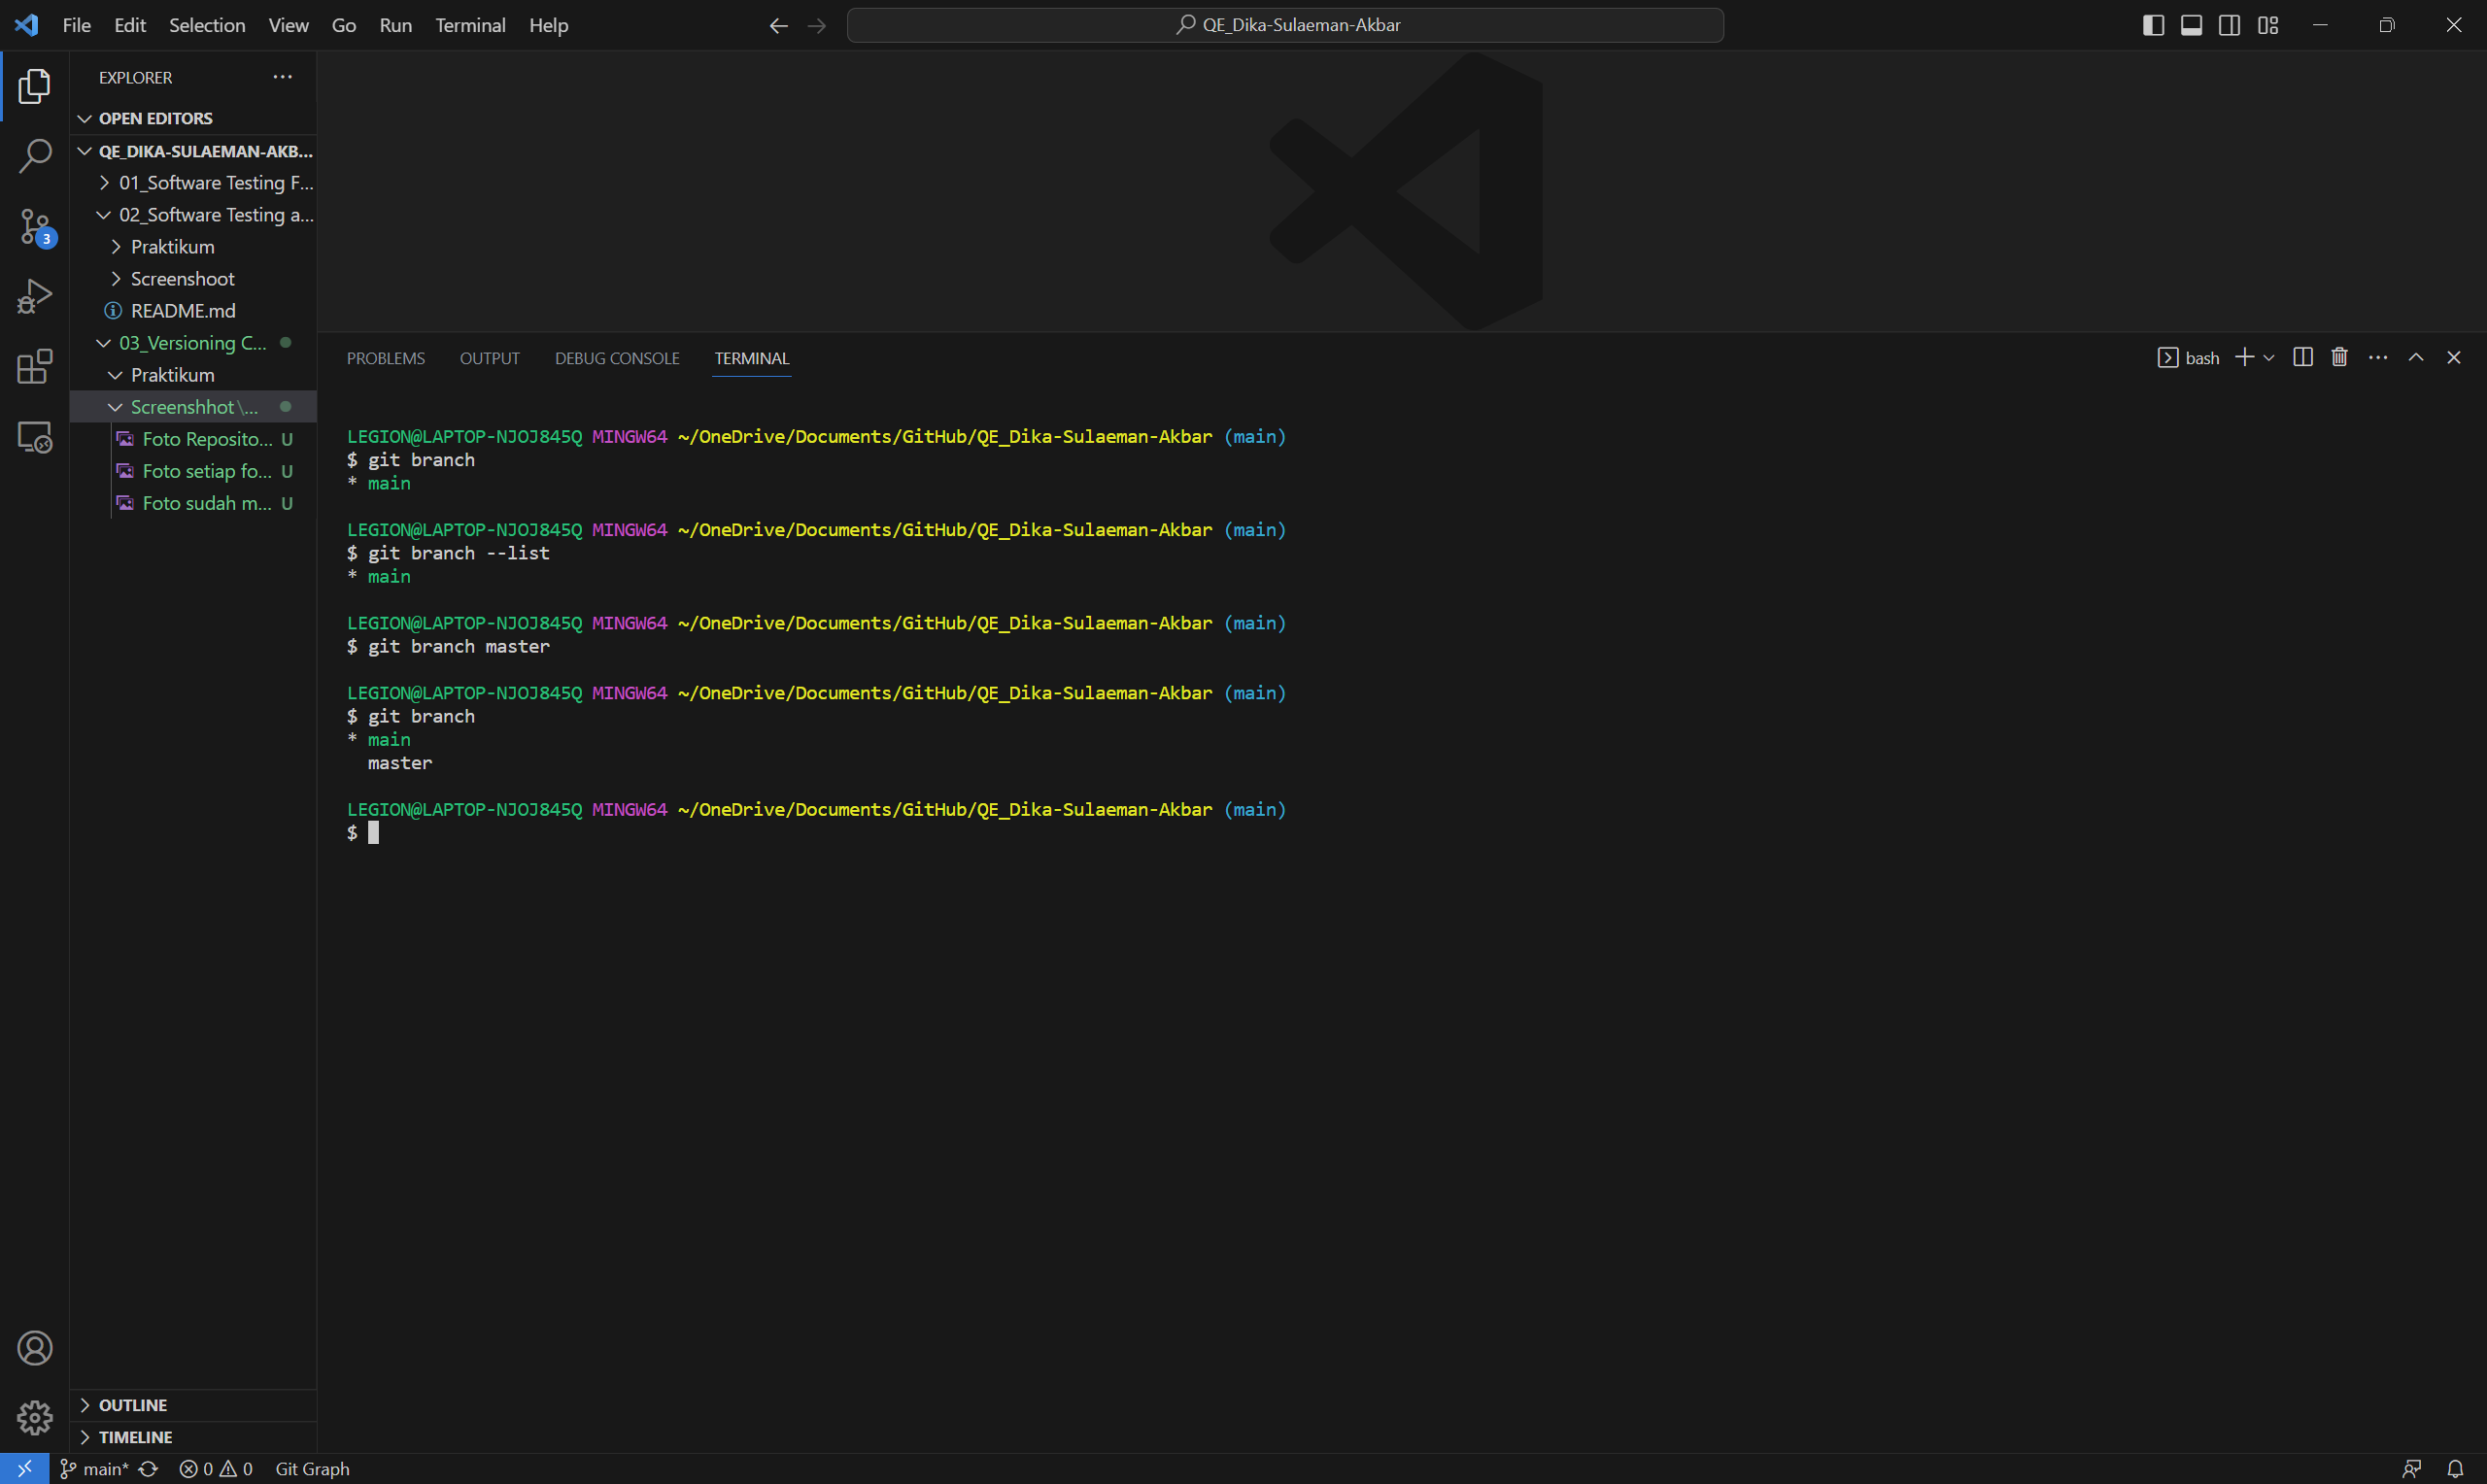 File Edit Selection View Go Run Terminal Help QE_Dika-Sulaeman-Akbar
EXPLORER ...
OPEN EDITORS
QE_DIKA-SULAEMAN-AKB...
01_Software Testing F...
02_Software Testing a...
Praktikum
Screenshoot
README.md
03_Versioning C...
Praktikum
Screenshhot\...
Foto Reposito... U
Foto setiap fo... U
Foto sudah m... U
3
OUTLINE
TIMELINE
PROBLEMS OUTPUT DEBUG CONSOLE TERMINAL bash
LEGION@LAPTOP-NJOJ845Q MINGW64 ~/OneDrive/Documents/GitHub/QE_Dika-Sulaeman-Akbar (main)
$ git branch
* main
LEGION@LAPTOP-NJOJ845Q MINGW64 ~/OneDrive/Documents/GitHub/QE_Dika-Sulaeman-Akbar (main)
$ git branch --list
* main
LEGION@LAPTOP-NJOJ845Q MINGW64 ~/OneDrive/Documents/GitHub/QE_Dika-Sulaeman-Akbar (main)
$ git branch master
LEGION@LAPTOP-NJOJ845Q MINGW64 ~/OneDrive/Documents/GitHub/QE_Dika-Sulaeman-Akbar (main)
$ git branch
* main
master
LEGION@LAPTOP-NJOJ845Q MINGW64 ~/OneDrive/Documents/GitHub/QE_Dika-Sulaeman-Akbar (main)
$
main* 0 0 Git Graph